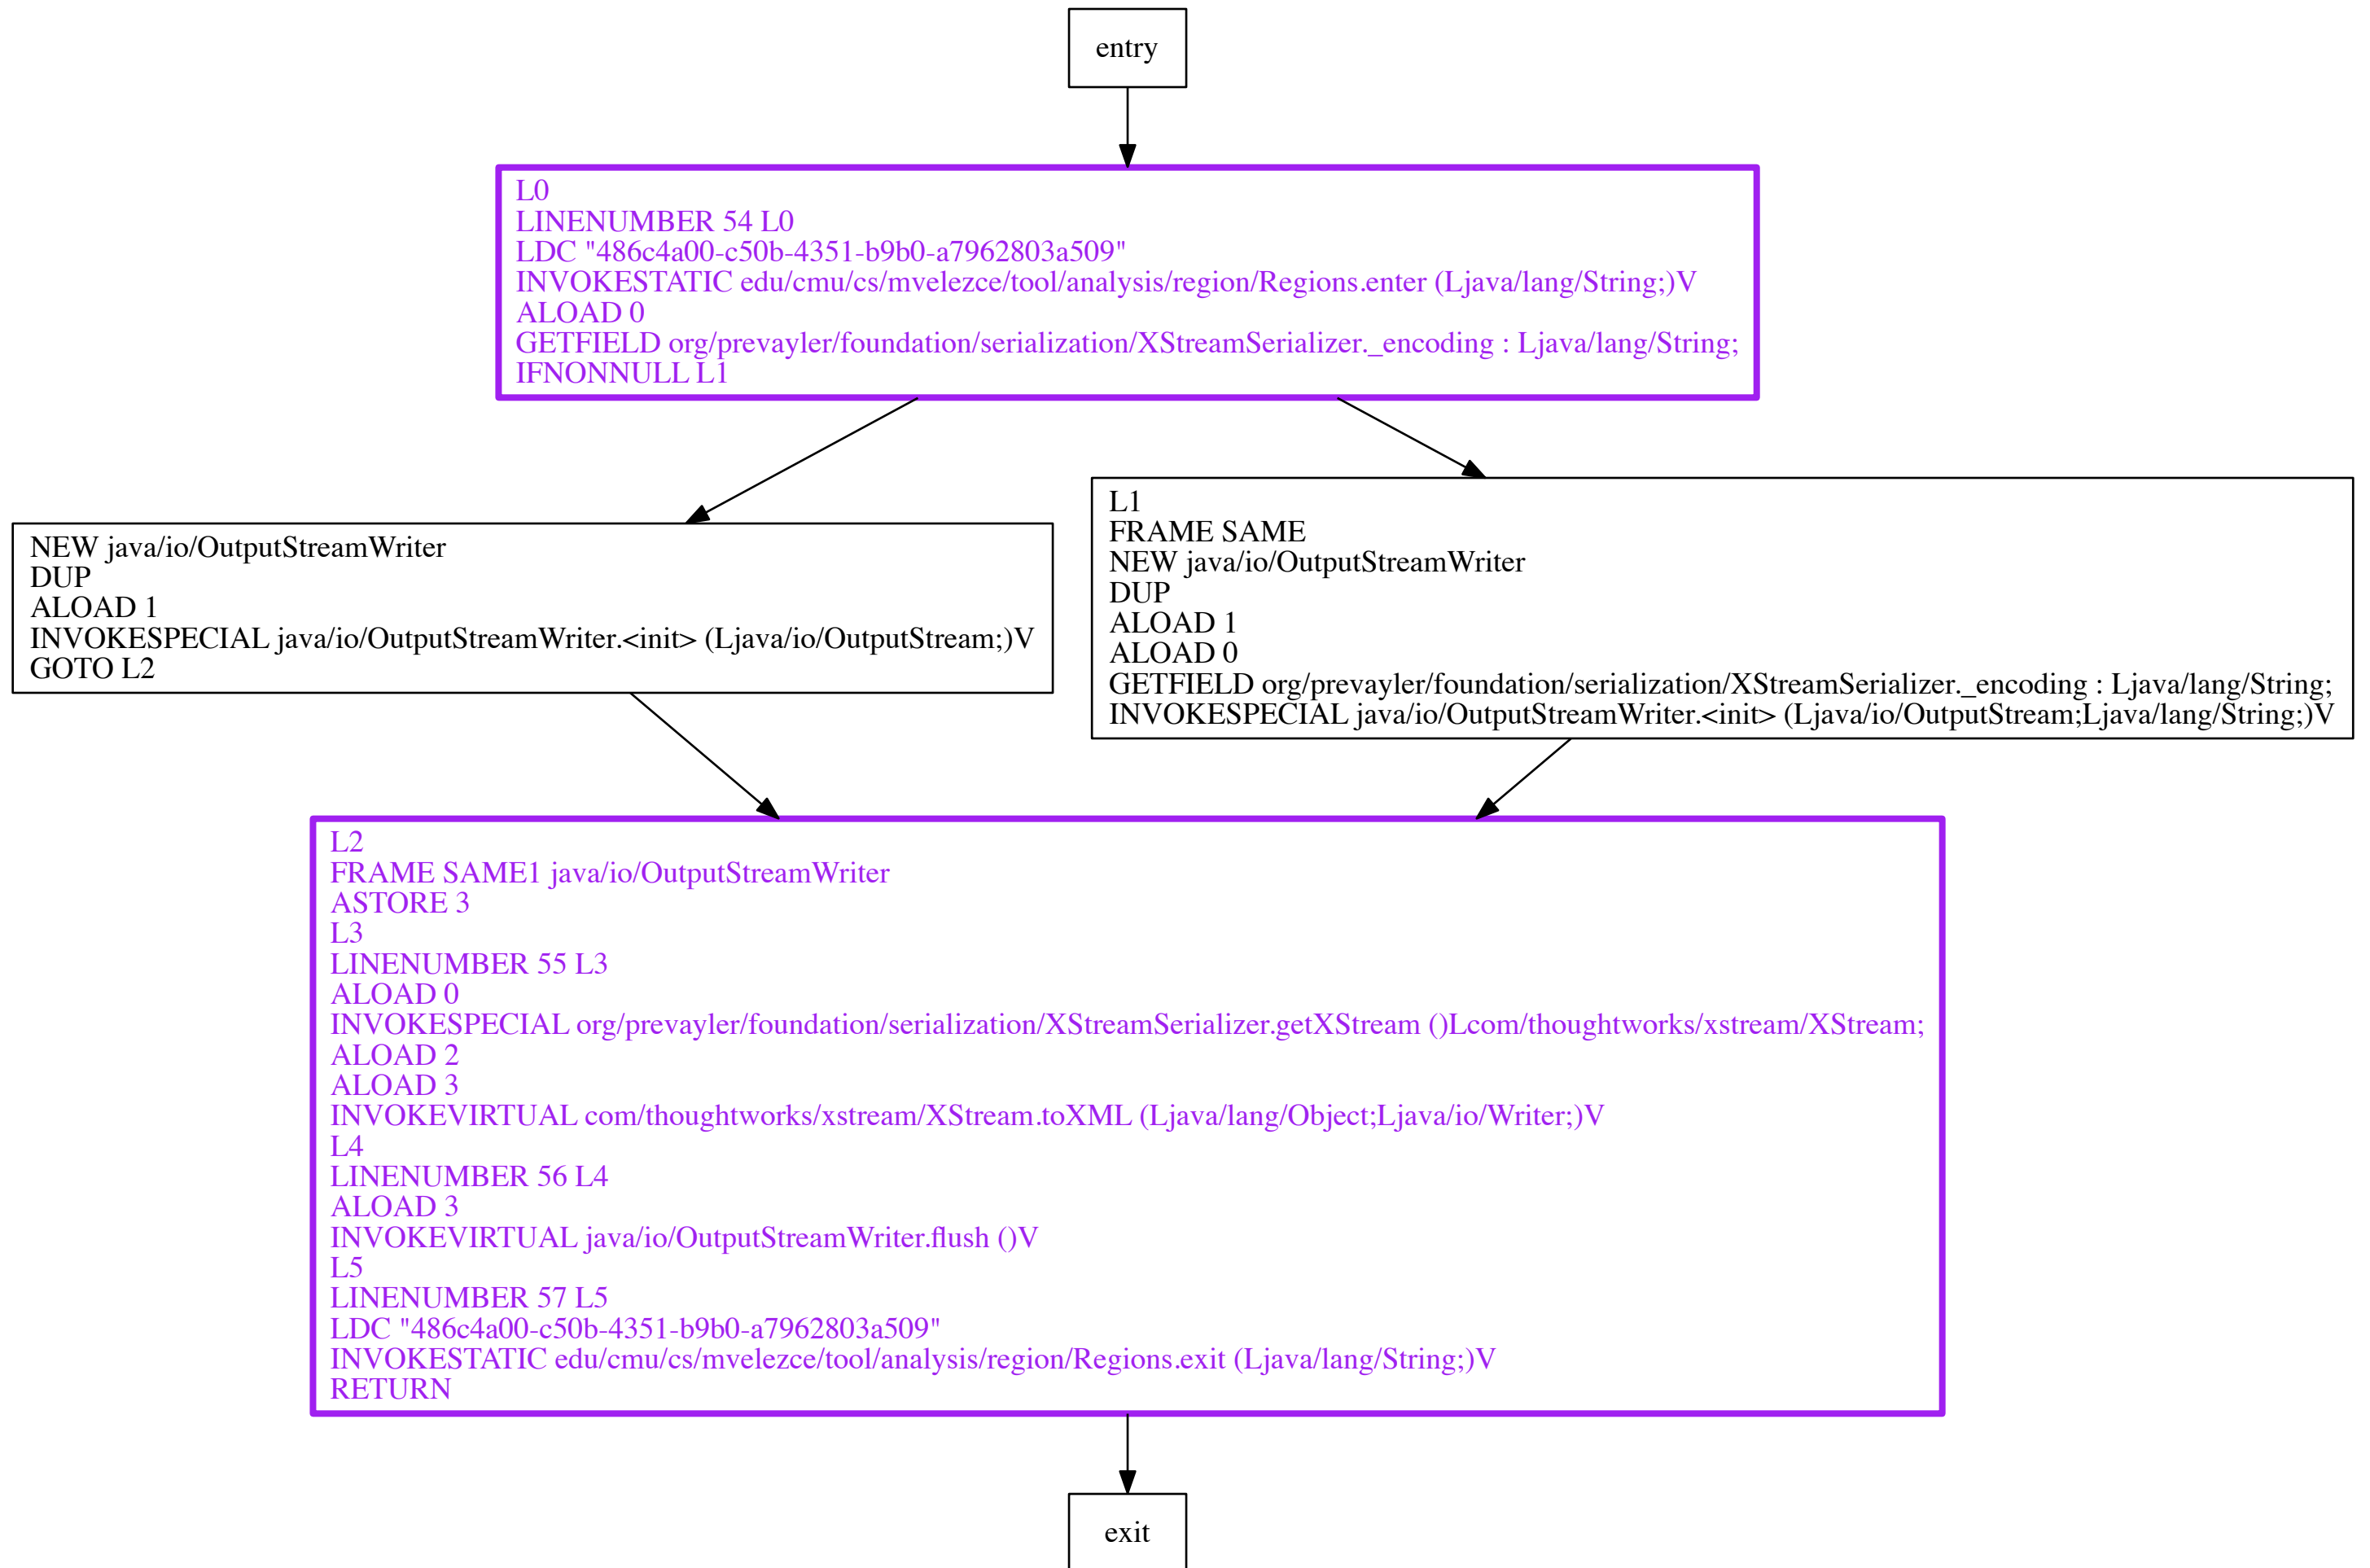 entry
L0
LINENUMBER 54 L0
LDC "486c4a00-c50b-4351-b9b0-a7962803a509"
INVOKESTATIC edu/cmu/cs/mvelezce/tool/analysis/region/Regions.enter (Ljava/lang/String;)V
ALOAD 0
GETFIELD org/prevayler/foundation/serialization/XStreamSerializer._encoding : Ljava/lang/String;
IFNONNULL L1
NEW java/io/OutputStreamWriter
DUP
ALOAD 1
INVOKESPECIAL java/io/OutputStreamWriter.<init> (Ljava/io/OutputStream;)V
GOTO L2
L1
FRAME SAME
NEW java/io/OutputStreamWriter
DUP
ALOAD 1
ALOAD 0
GETFIELD org/prevayler/foundation/serialization/XStreamSerializer._encoding : Ljava/lang/String;
INVOKESPECIAL java/io/OutputStreamWriter.<init> (Ljava/io/OutputStream;Ljava/lang/String;)V
L2
FRAME SAME1 java/io/OutputStreamWriter
ASTORE 3
L3
LINENUMBER 55 L3
ALOAD 0
INVOKESPECIAL org/prevayler/foundation/serialization/XStreamSerializer.getXStream ()Lcom/thoughtworks/xstream/XStream;
ALOAD 2
ALOAD 3
INVOKEVIRTUAL com/thoughtworks/xstream/XStream.toXML (Ljava/lang/Object;Ljava/io/Writer;)V
L4
LINENUMBER 56 L4
ALOAD 3
INVOKEVIRTUAL java/io/OutputStreamWriter.flush ()V
L5
LINENUMBER 57 L5
LDC "486c4a00-c50b-4351-b9b0-a7962803a509"
INVOKESTATIC edu/cmu/cs/mvelezce/tool/analysis/region/Regions.exit (Ljava/lang/String;)V
RETURN
exit